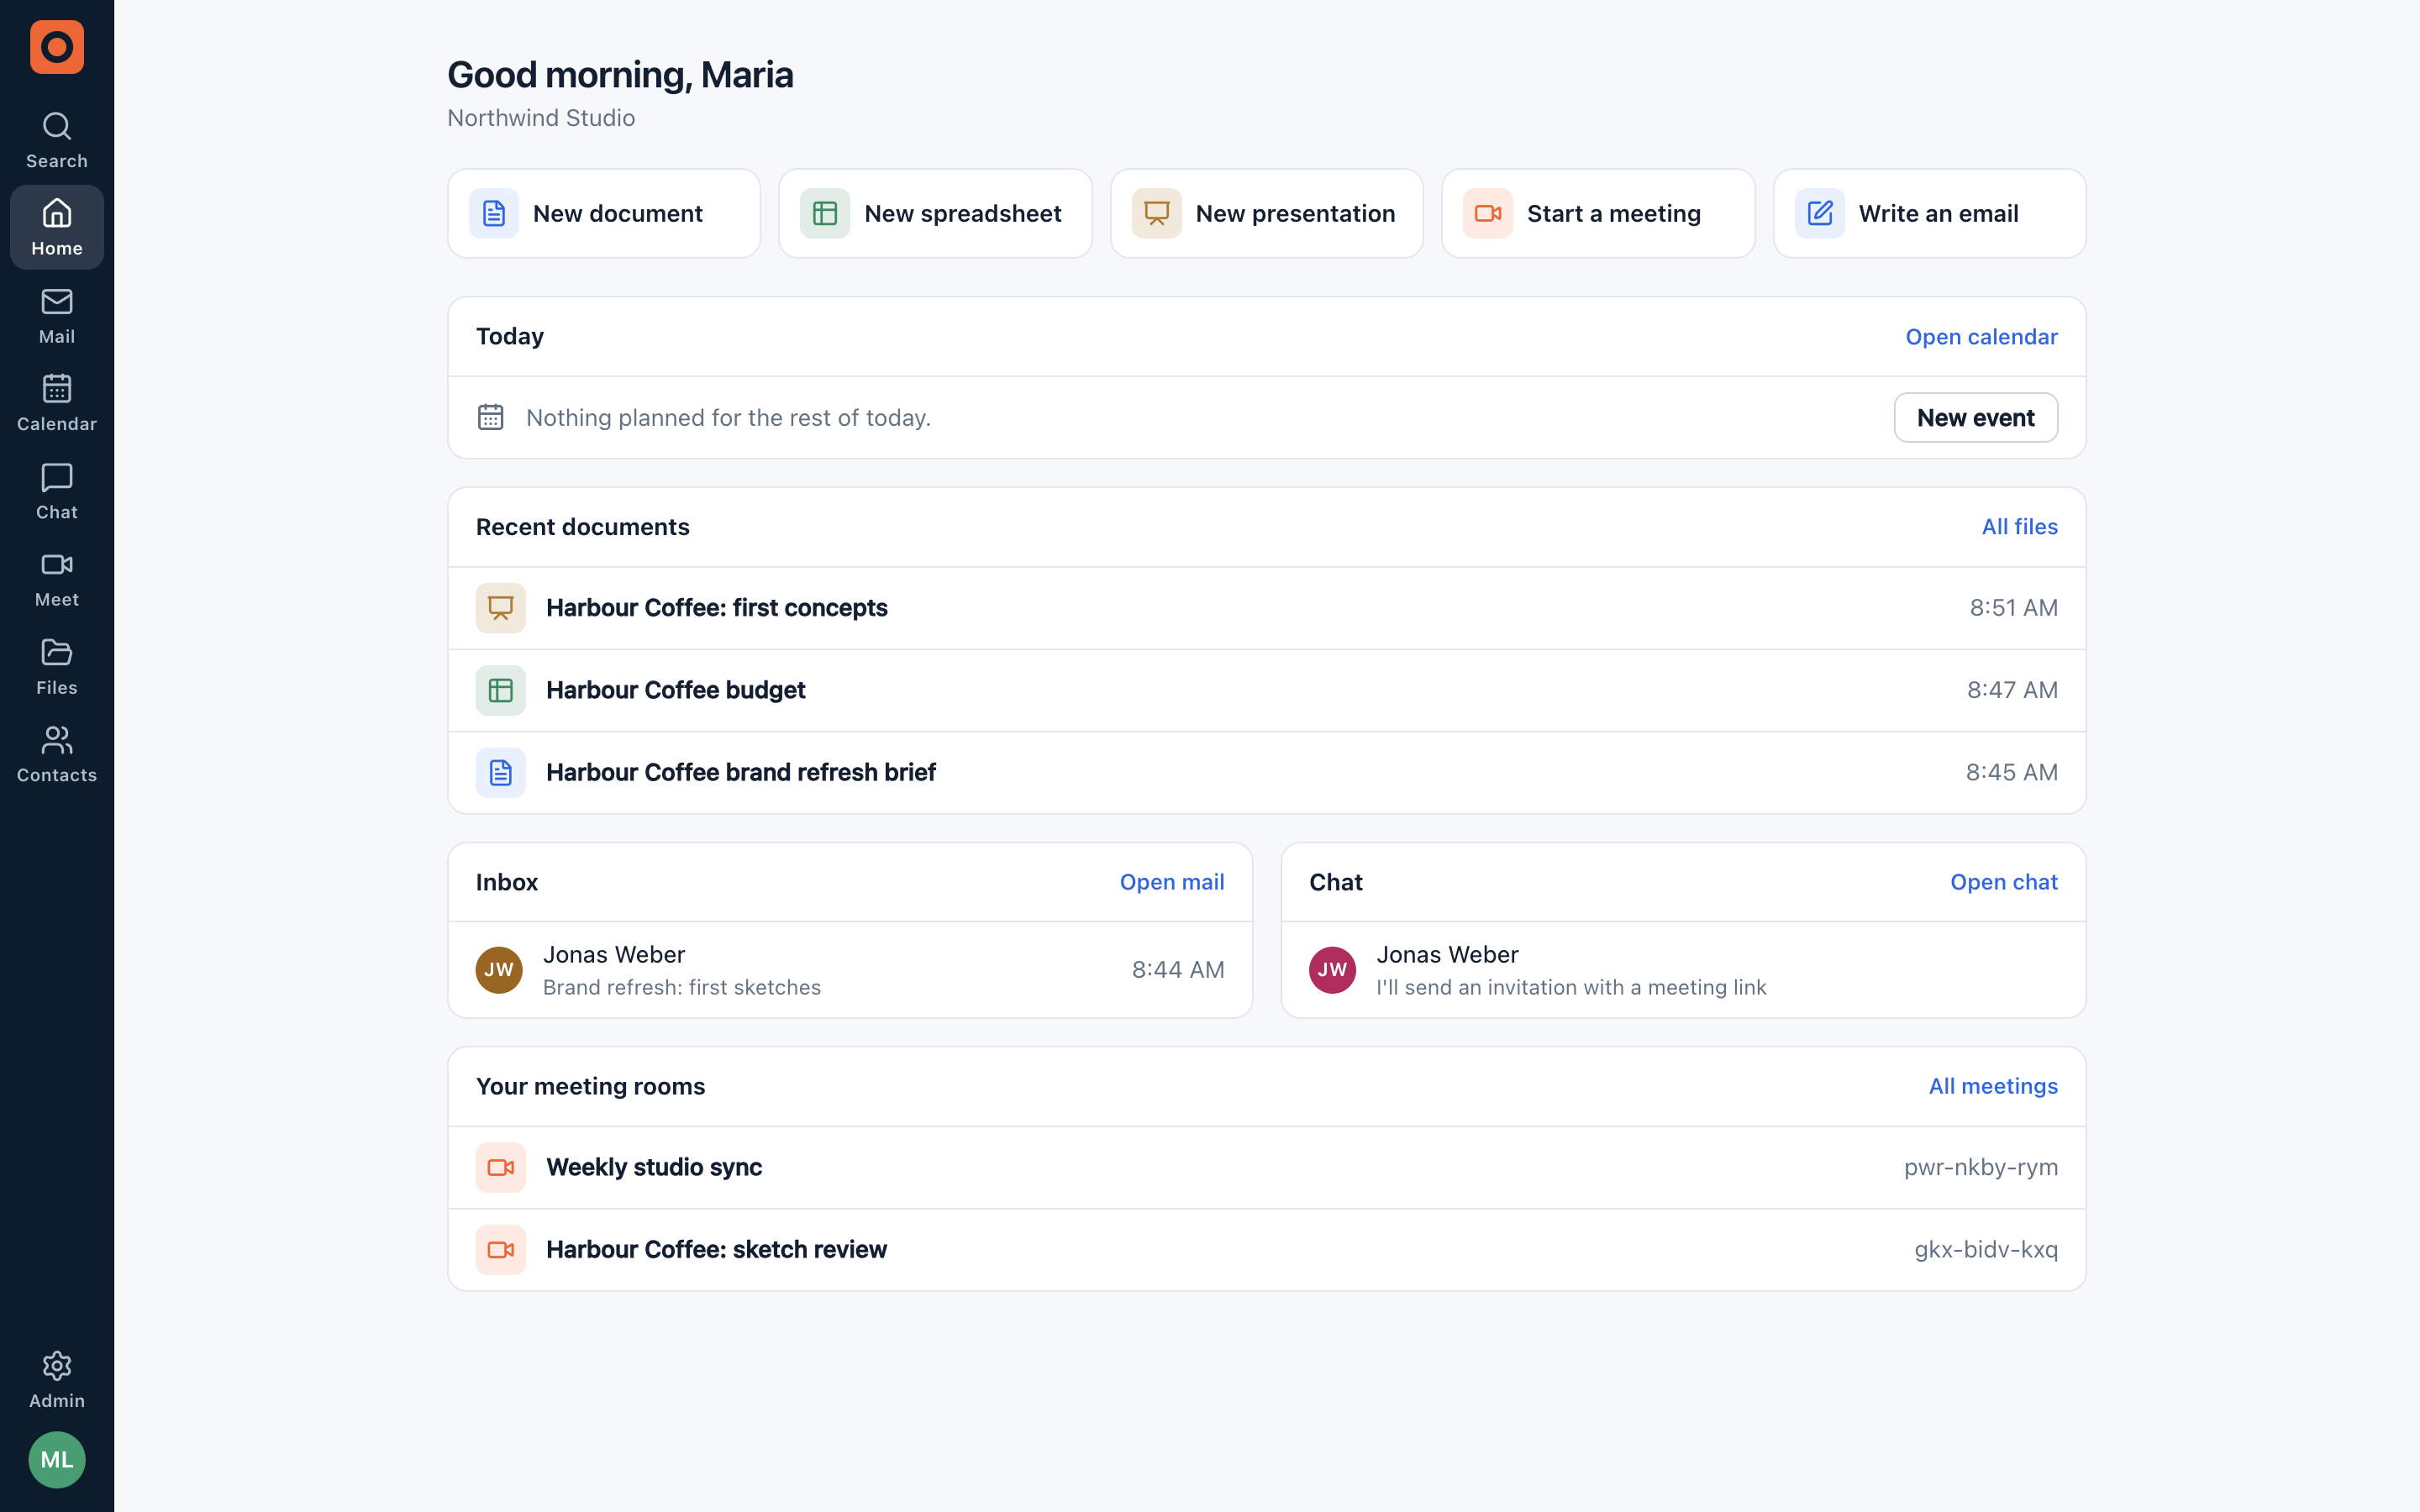 Search
Home
Mail
Calendar
Chat
Meet
Files
Contacts
Admin
ML
Good morning, Maria
Northwind Studio
New document
New spreadsheet
New presentation
Start a meeting
Write an email
Today
Open calendar
Nothing planned for the rest of today.
New event
Recent documents
All files
Harbour Coffee: first concepts
8:51 AM
Harbour Coffee budget
8:47 AM
Harbour Coffee brand refresh brief
8:45 AM
Inbox
Open mail
JW
Jonas Weber
Brand refresh: first sketches
8:44 AM
Chat
Open chat
JW
Jonas Weber
I'll send an invitation with a meeting link
Your meeting rooms
All meetings
Weekly studio sync
pwr-nkby-rym
Harbour Coffee: sketch review
gkx-bidv-kxq